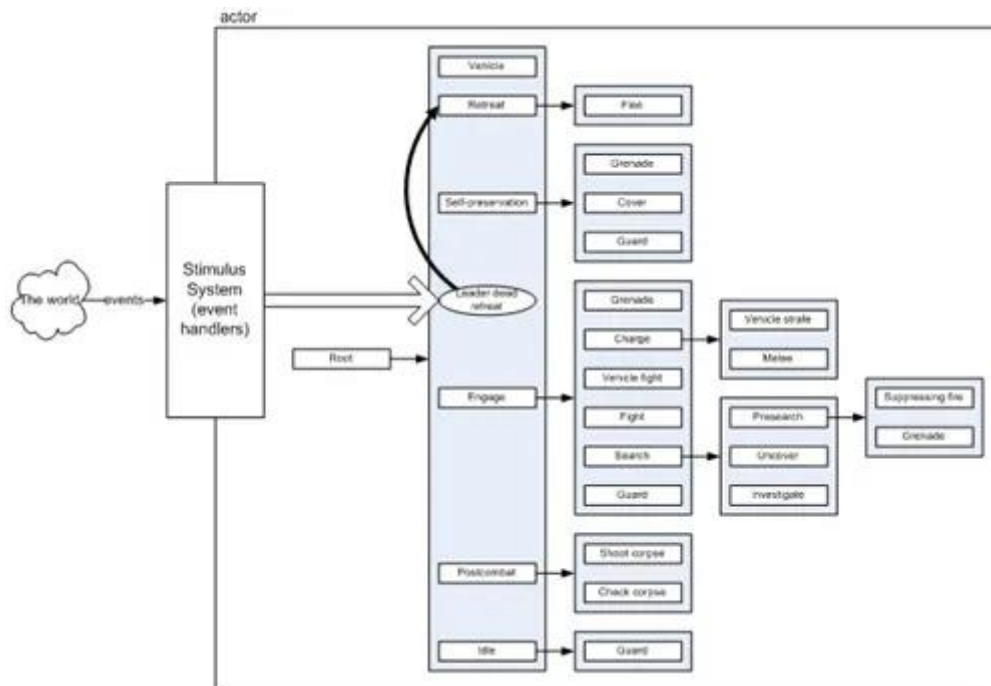 actor
Vehicle
Retreat
Flee
Grenade
Self-preservation
Cover
Guard
Stimulus
System
(event
handlers)
The world
events
Leader dead
retreat
Root
Grenade
Charge
Vehicle fight
Fight
Search
Guard
Engage
Vehicle strafe
Melee
Presearch
Uncover
Investigate
Suppressing fire
Grenade
Postcombat
Shoot corpse
Check corpse
Idle
Guard